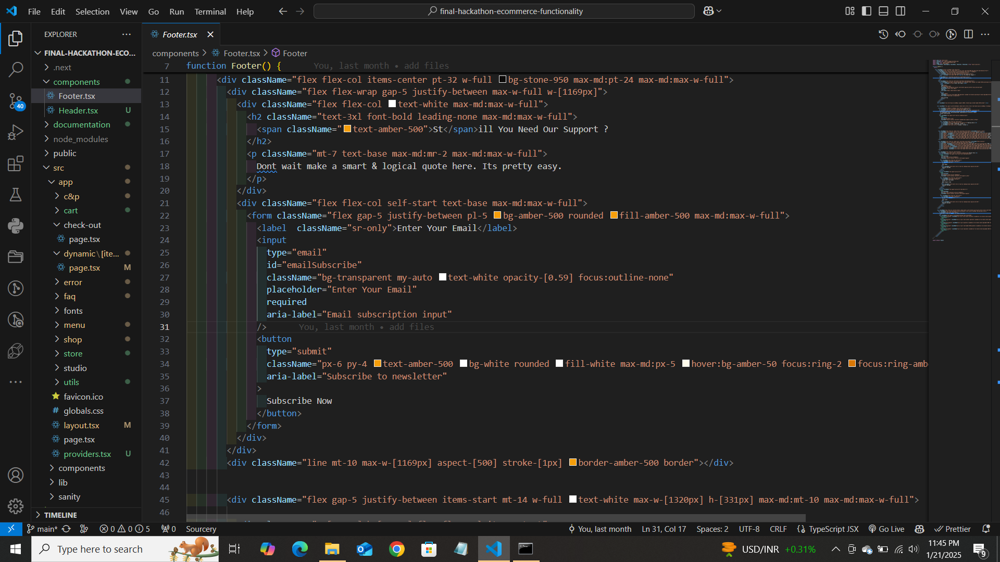 File Edit Selection View Go Run Terminal Help
final-hackathon-ecommerce-functionality
EXPLORER
Footer.tsx
FINAL-HACKATHON-ECO...
.next
components
Footer.tsx
Header.tsx U
documentation
node_modules
public
src
app
c&p
cart
check-out
page.tsx
dynamic\[ite...
page.tsx M
error
faq
fonts
menu
shop
store
studio
utils
favicon.ico
globals.css
layout.tsx M
page.tsx
providers.tsx U
components
lib
sanity
TIMELINE
40
components > Footer.tsx > Footer
7 function Footer() { You, last month • add files
11 <div className="flex flex-col items-center pt-32 w-full bg-stone-950 max-md:pt-24 max-md:max-w-full">
12 <div className="flex flex-wrap gap-5 justify-between max-w-full w-[1169px]">
13 <div className="flex flex-col text-white max-md:max-w-full">
14 <h2 className="text-3xl font-bold leading-none max-md:max-w-full">
15 <span className="text-amber-500">St</span>ill You Need Our Support ?
16 </h2>
17 <p className="mt-7 text-base max-md:mr-2 max-md:max-w-full">
18 Dont wait make a smart & logical quote here. Its pretty easy.
19 </p>
20 </div>
21 <div className="flex flex-col self-start text-base max-md:max-w-full">
22 <form className="flex gap-5 justify-between pl-5 bg-amber-500 rounded fill-amber-500 max-md:max-w-full">
23 <label  className="sr-only">Enter Your Email</label>
24 <input
25 type="email"
26 id="emailSubscribe"
27 className="bg-transparent my-auto text-white opacity-[0.59] focus:outline-none"
28 placeholder="Enter Your Email"
29 required
30 aria-label="Email subscription input"
31 /> You, last month • add files
32 <button
33 type="submit"
34 className="px-6 py-4 text-amber-500 bg-white rounded fill-white max-md:px-5 hover:bg-amber-50 focus:ring-2 focus:ring-amb
35 aria-label="Subscribe to newsletter"
36 >
37 Subscribe Now
38 </button>
39 </form>
40 </div>
41 </div>
42 <div className="line mt-10 max-w-[1169px] aspect-[500] stroke-[1px] border-amber-500 border"></div>
43
44
45 <div className="flex gap-5 justify-between items-start mt-14 w-full text-white max-w-[1320px] h-[331px] max-md:mt-10 max-md:max-w-full">
46
main* 0 0 5 0 Sourcery You, last month Ln 31, Col 17 Spaces: 2 UTF-8 CRLF TypeScript JSX Go Live Prettier
Type here to search
USD/INR +0.31%
11:45 PM
1/21/2025
9